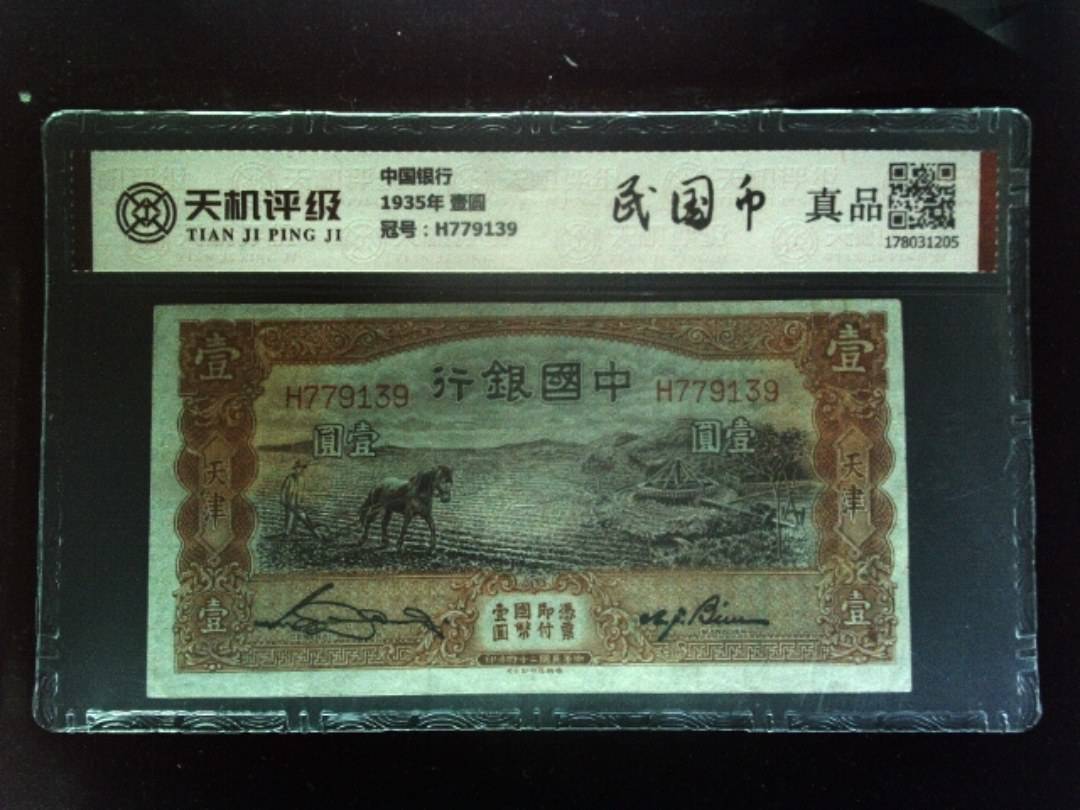 天机评级
TIAN JI PING JI
中国银行
1935年 壹圆
冠号：H779139
民国币
真品
178031205
壹
壹
行銀國中
H779139
H779139
圓壹
圓壹
天津
天津
憑票
即付
國幣
壹圓
壹
壹